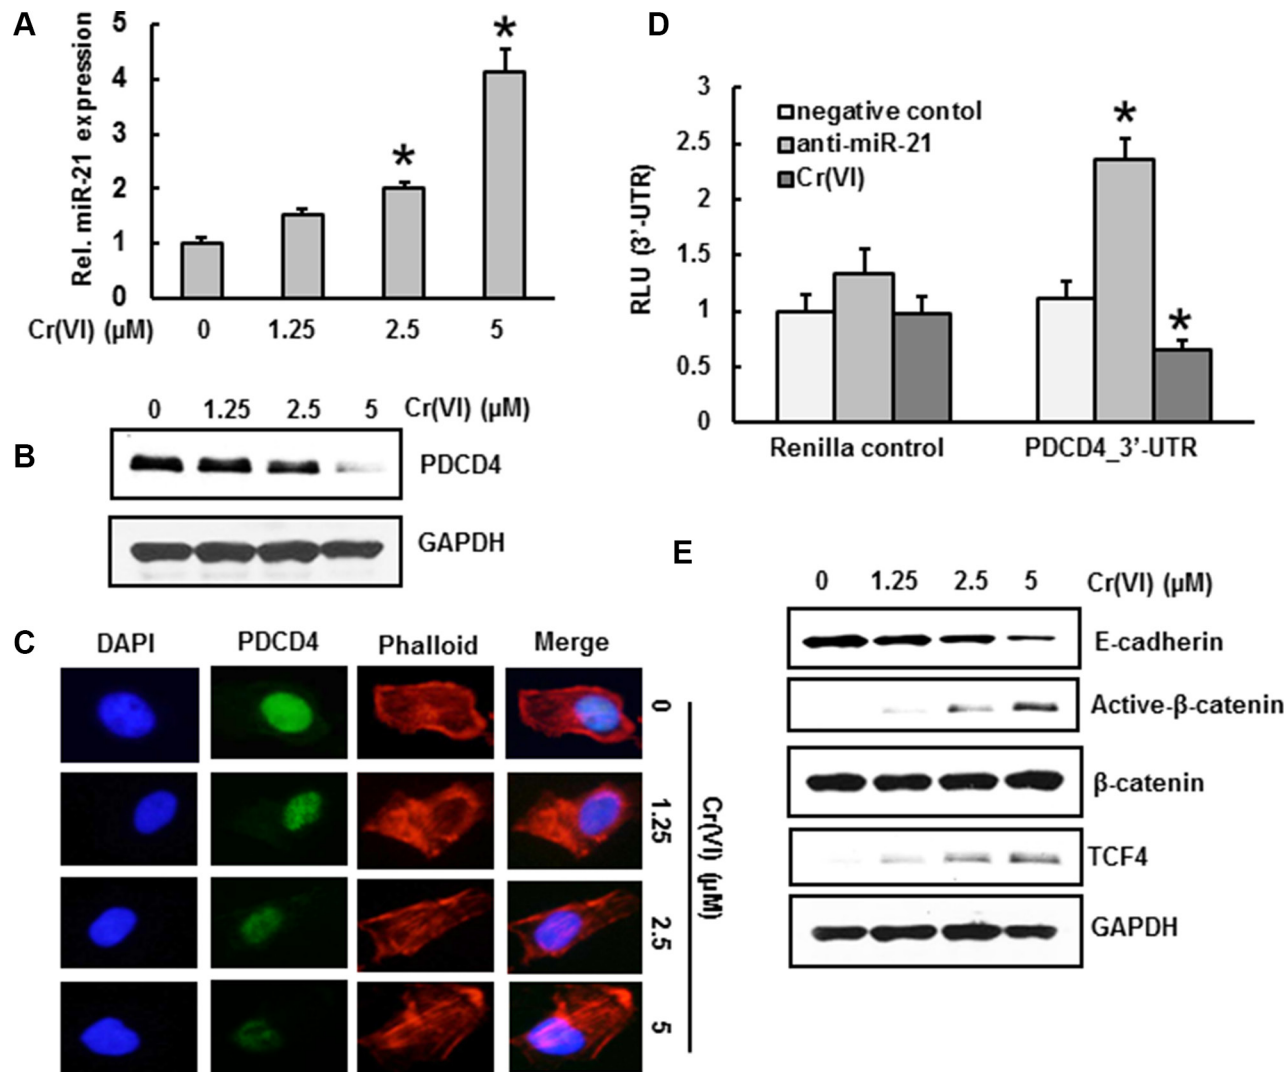 A
Rel. miR-21 expression
5
4
3
2
1
0
*
*
Cr(VI) (μM)
0
1.25
2.5
5
B
0 1.25 2.5 5 Cr(VI) (μM)
PDCD4
GAPDH
C
DAPI PDCD4 Phalloid Merge
0
1.25
2.5
5
Cr(VI) (μM)
D
RLU (3'-UTR)
3
2.5
2
1.5
1
0.5
0
negative contol
anti-miR-21
Cr(VI)
*
*
Renilla control
PDCD4_3'-UTR
E
0 1.25 2.5 5 Cr(VI) (μM)
E-cadherin
Active-β-catenin
β-catenin
TCF4
GAPDH